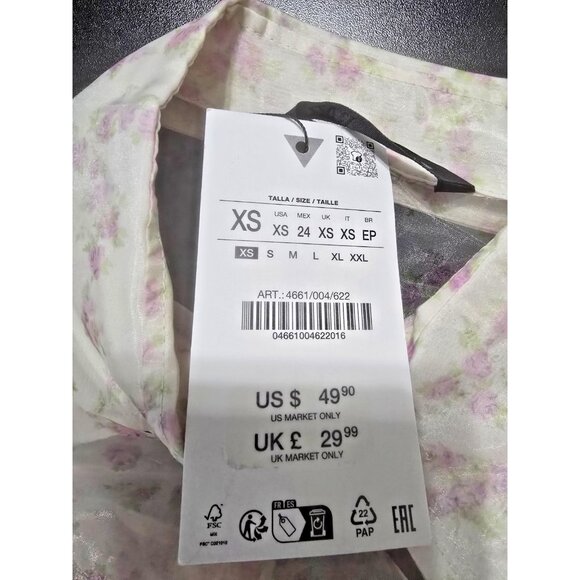 TALLA / SIZE / TAILLE
XS
USA MEX UK IT BR
XS 24 XS XS EP
XS S M L XL XXL
ART.: 4661/004/622
04661004622016
US $ 49.90
US MARKET ONLY
UK £ 29.99
UK MARKET ONLY
FR ES
FSC
MIX
22
PAP
EAC